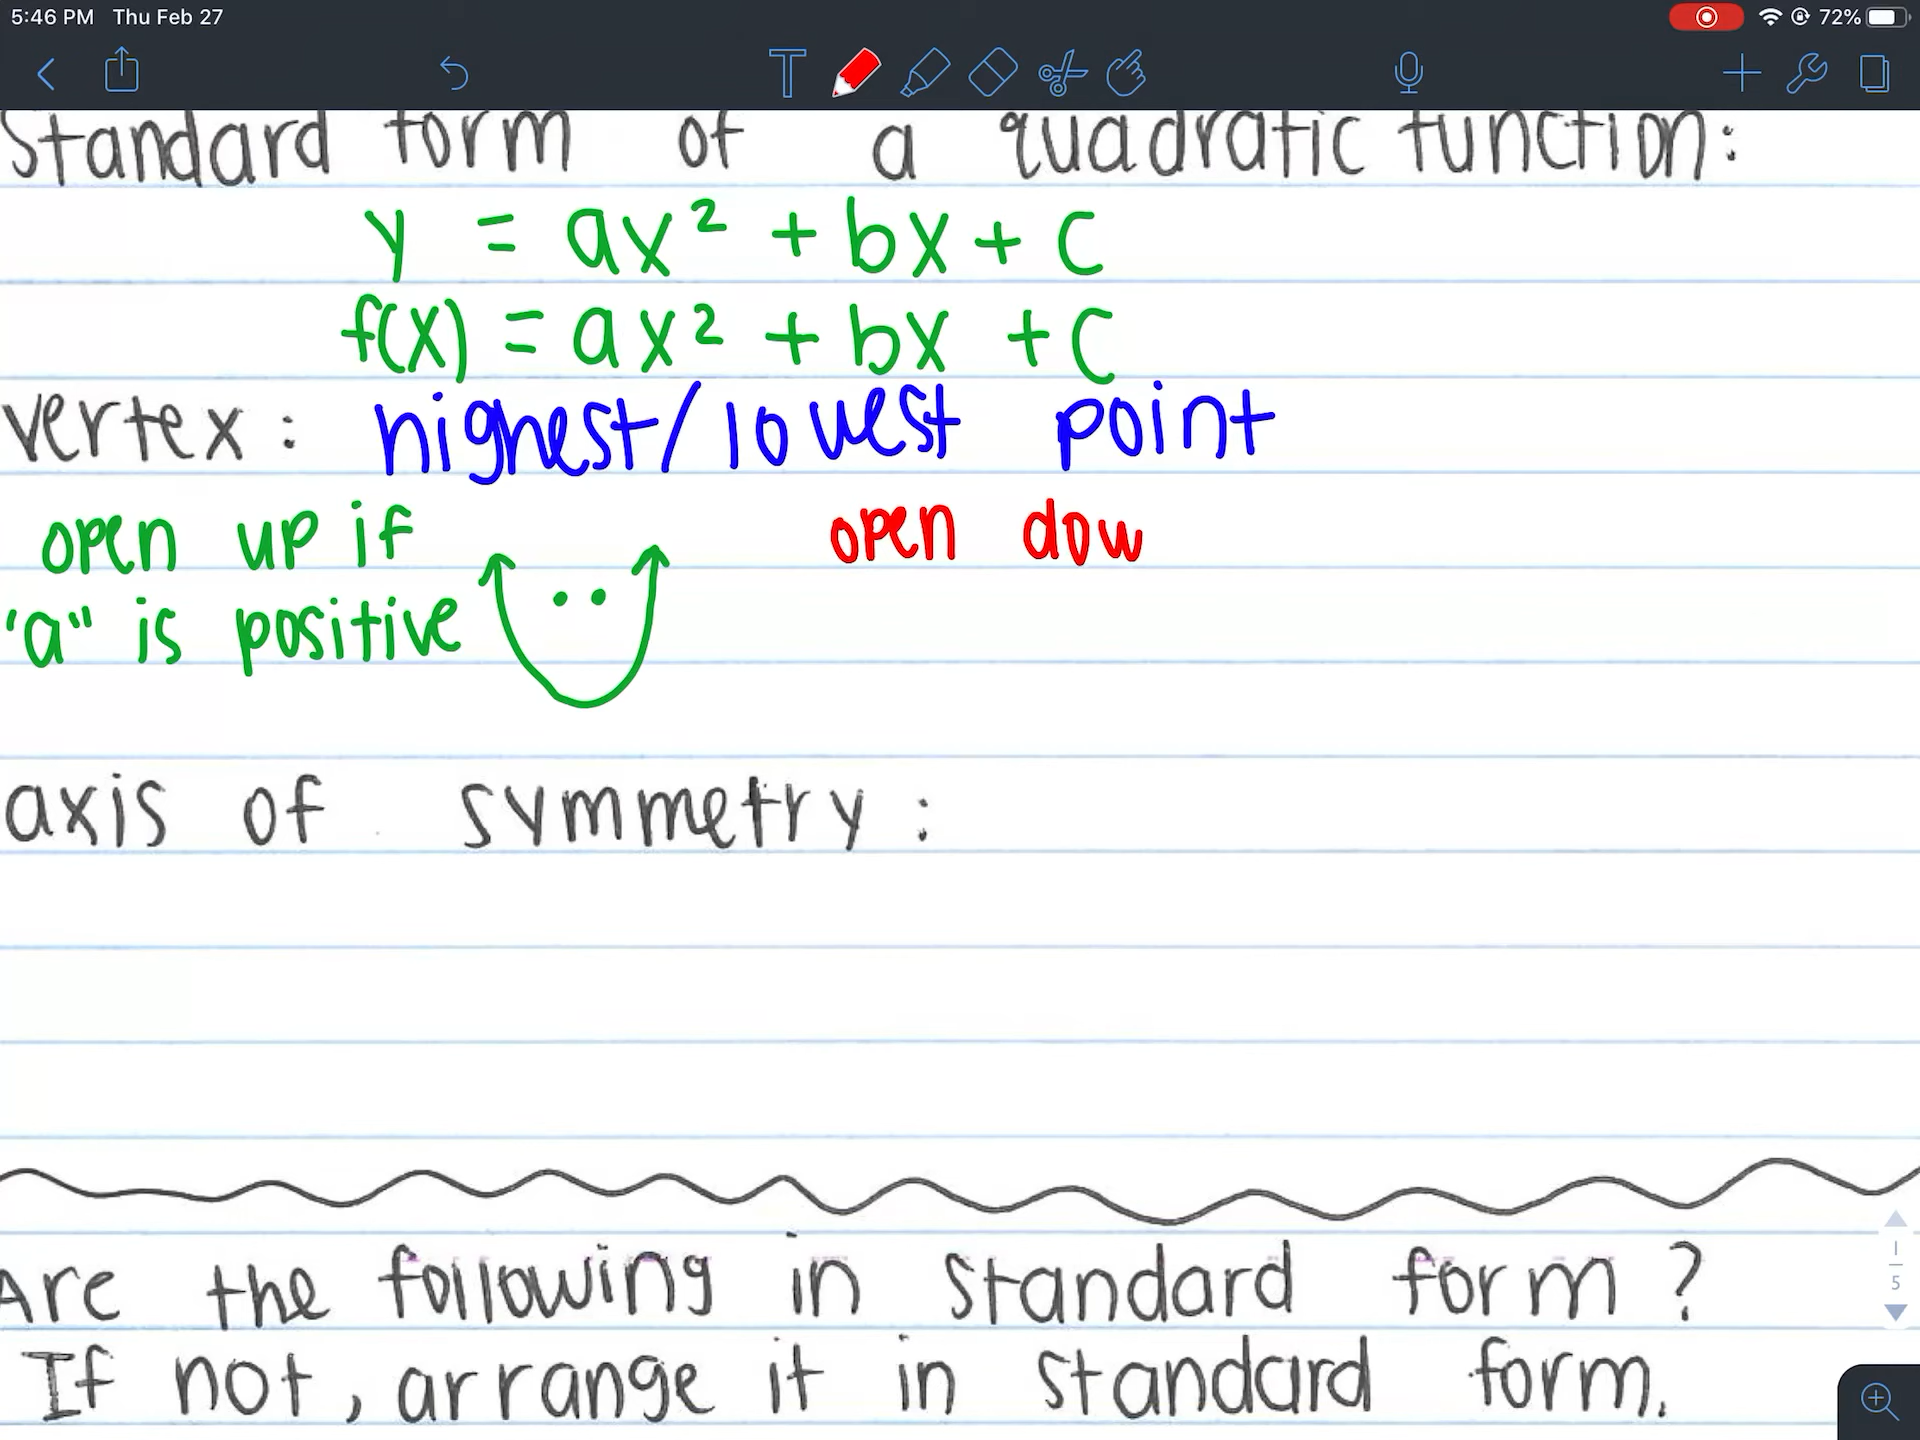 5:46 PM Thu Feb 27 72%
Standard form of a quadratic function:
y = ax² + bx + c
f(x) = ax² + bx + c
vertex: highest/lowest point
open up if open dow
"a" is positive
axis of symmetry:
Are the following in standard form?
If not, arrange it in standard form.
1
5